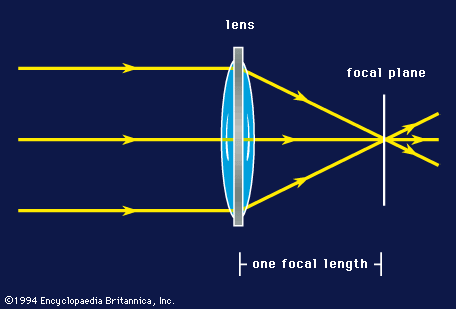 lens
focal plane
one focal length
©1994 Encyclopaedia Britannica, Inc.